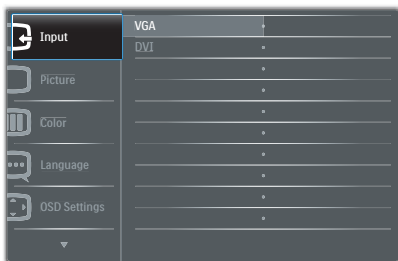 Input
VGA
DVI
Picture
Color
Language
OSD Settings